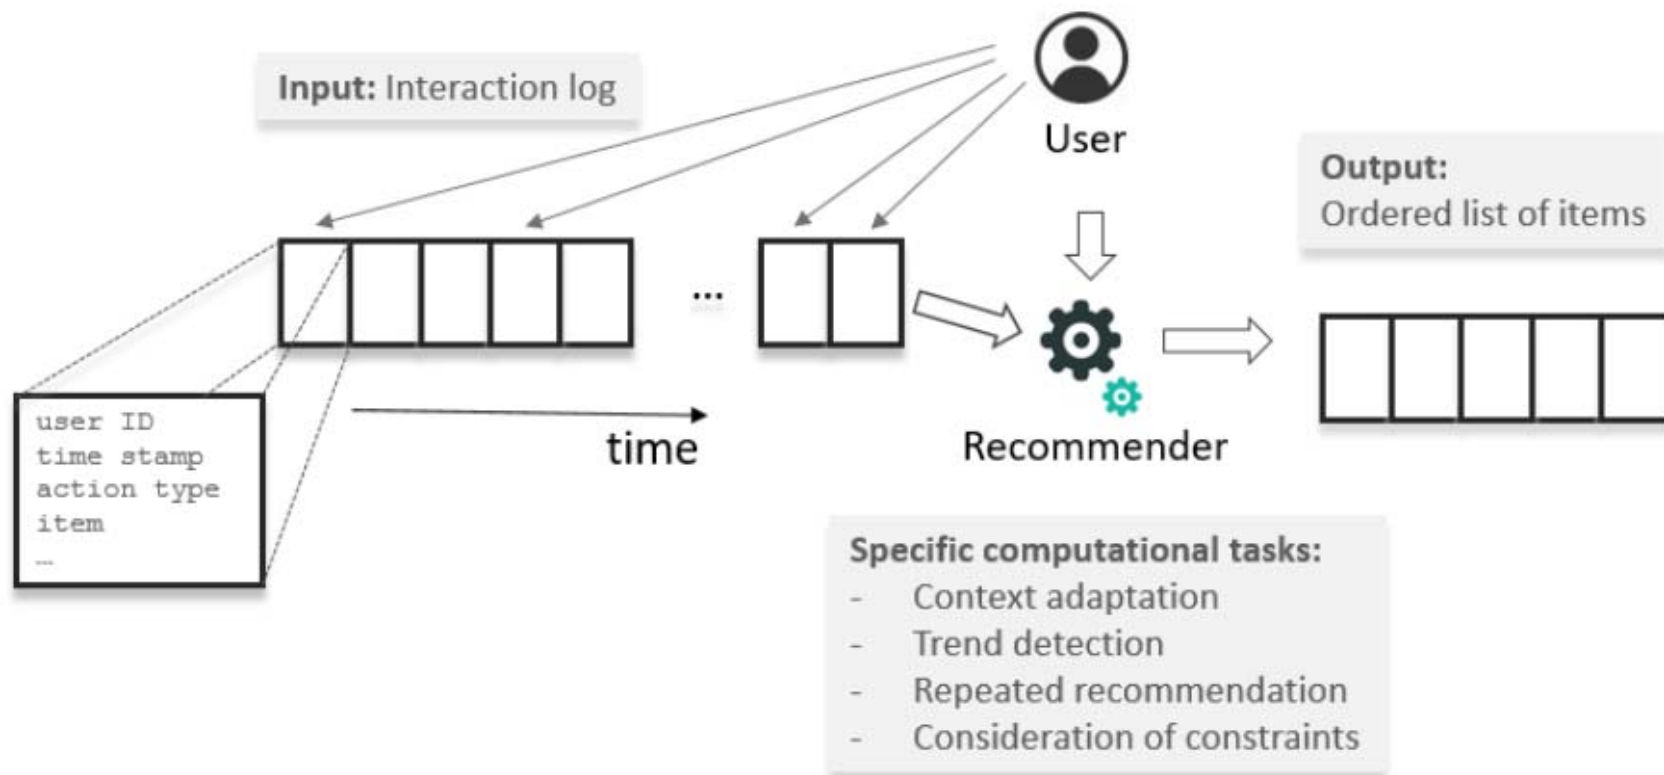 Input: Interaction log
User
Output:
Ordered list of items
...
user ID
time stamp
action type
item
...
time
Recommender
Specific computational tasks:
- Context adaptation
- Trend detection
- Repeated recommendation
- Consideration of constraints